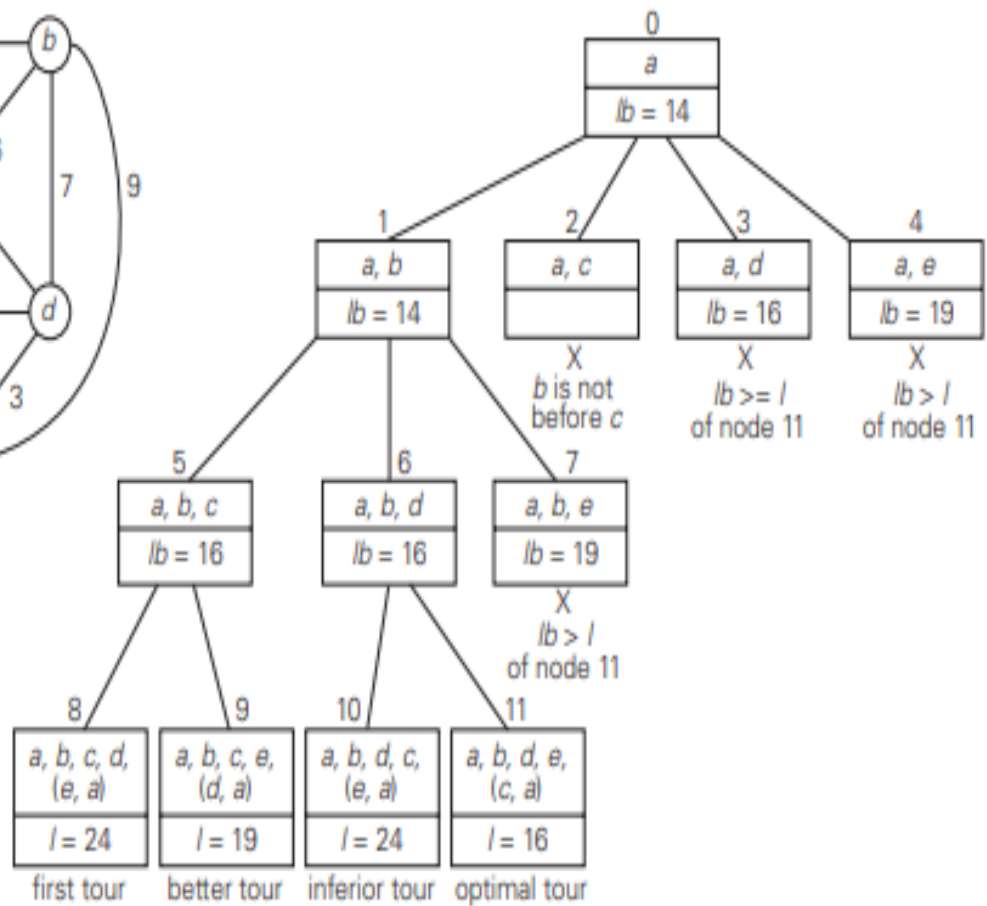 b
7
9
d
3
0
a
lb = 14
1
a, b
lb = 14
2
a, c
X
b is not
before c
3
a, d
lb = 16
X
lb >= l
of node 11
4
a, e
lb = 19
X
lb > l
of node 11
5
a, b, c
lb = 16
6
a, b, d
lb = 16
7
a, b, e
lb = 19
X
lb > l
of node 11
8
a, b, c, d,
(e, a)
l = 24
first tour
9
a, b, c, e,
(d, a)
l = 19
better tour
10
a, b, d, c,
(e, a)
l = 24
inferior tour
11
a, b, d, e,
(c, a)
l = 16
optimal tour